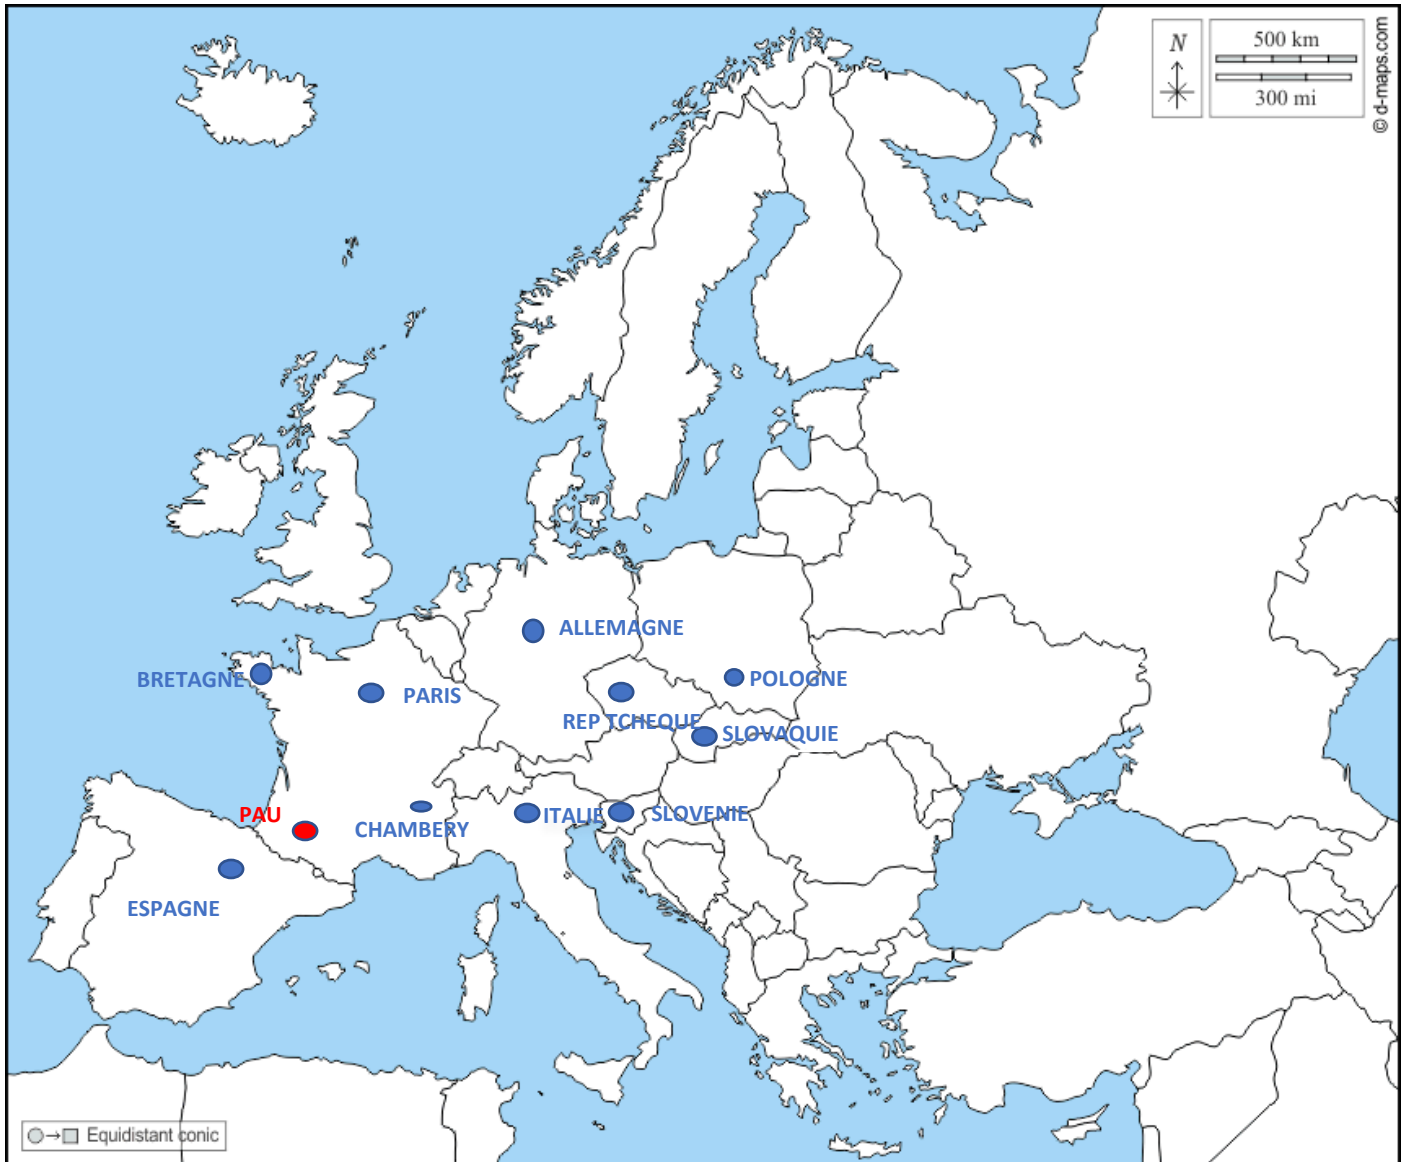 N
500 km
300 mi
© d-maps.com
ALLEMAGNE
BRETAGNE
POLOGNE
PARIS
REP TCHEQUE
SLOVAQUIE
PAU
ITALIE
SLOVENIE
CHAMBERY
ESPAGNE
Equidistant conic